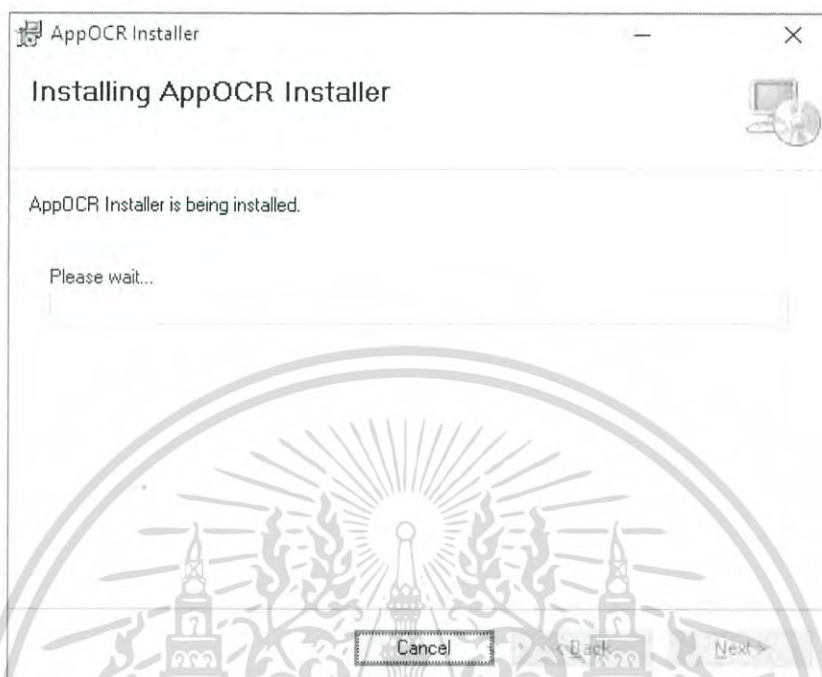 AppOCR Installer
Installing AppOCR Installer
AppOCR Installer is being installed.
Please wait...
Cancel
< Back
Next >